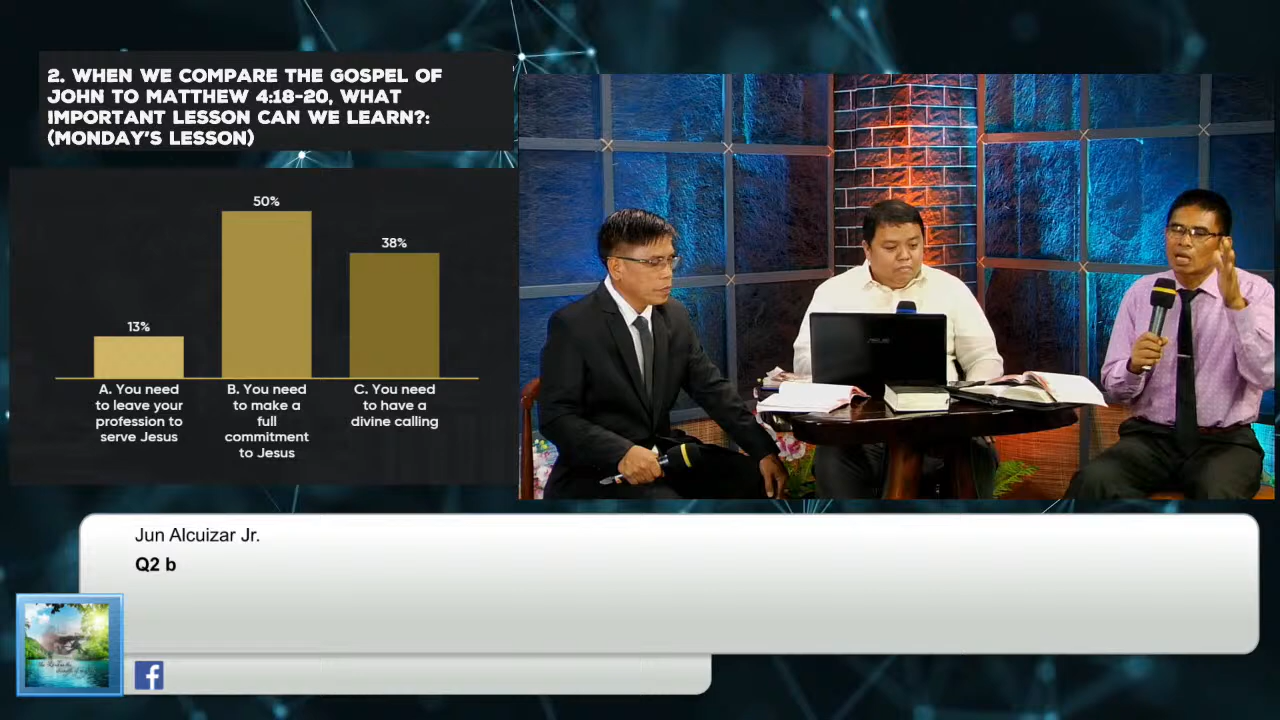 2. WHEN WE COMPARE THE GOSPEL OF
JOHN TO MATTHEW 4:18-20, WHAT
IMPORTANT LESSON CAN WE LEARN?:
(MONDAY'S LESSON)
50%
38%
13%
A. You need
to leave your
profession to
serve Jesus
B. You need
to make a
full
commitment
to Jesus
C. You need
to have a
divine calling
Jun Alcuizar Jr.
Q2 b